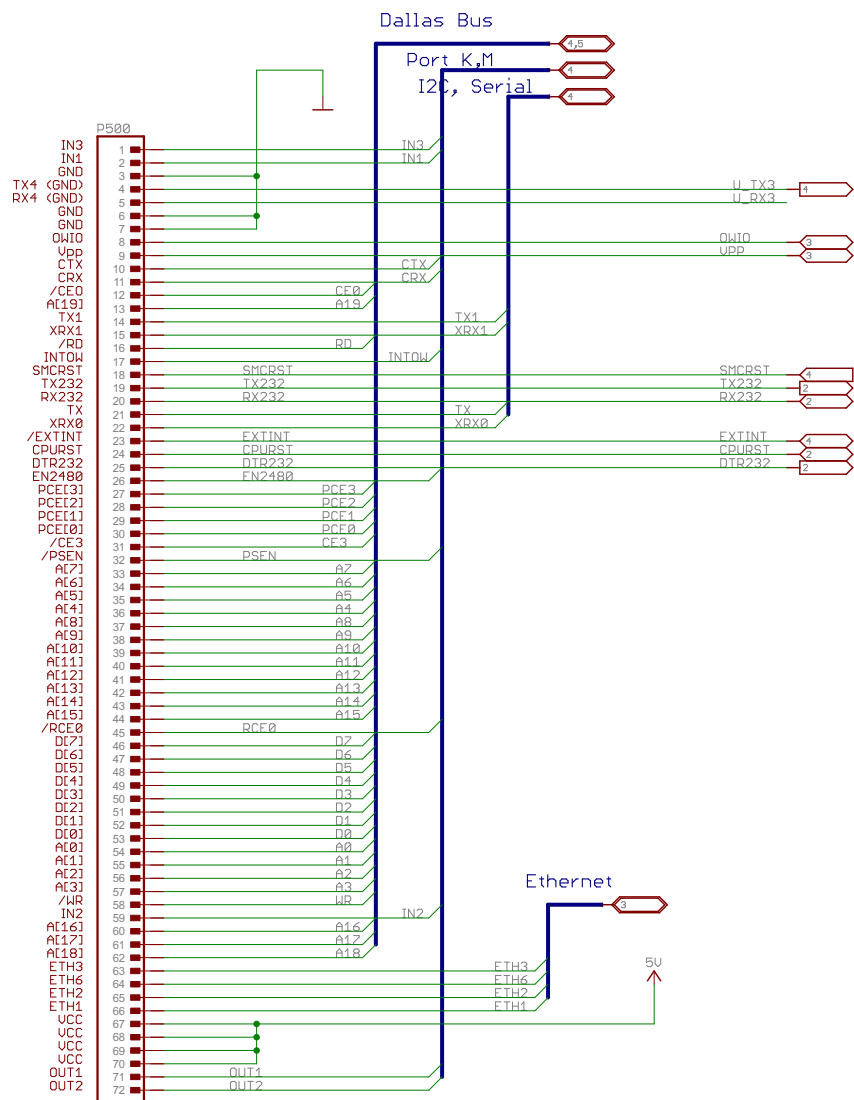 Dallas Bus
4,5
Port K,M
4
I2C, Serial
4
P500
IN3 1 IN3
IN1 2 IN1
GND 3
TX4 (GND) 4 U_TX3 4
RX4 (GND) 5 U_RX3
GND 6
GND 7
OWIO 8 OWIO 3
Vpp 9 VPP 3
CTX 10 CTX
CRX 11 CRX
/CE0 12 CE0
A[19] 13 A19
TX1 14 TX1
XRX1 15 XRX1
/RD 16 RD
INTOW 17 INTOW
SMCRST 18 SMCRST SMCRST 4
TX232 19 TX232 TX232 2
RX232 20 RX232 RX232 2
TX 21 TX
XRX0 22 XRX0
/EXTINT 23 EXTINT EXTINT 4
CPURST 24 CPURST CPURST 2
DTR232 25 DTR232 DTR232 2
EN2480 26 EN2480
PCE[3] 27 PCE3
PCE[2] 28 PCE2
PCE[1] 29 PCE1
PCE[0] 30 PCE0
/CE3 31 CE3
/PSEN 32 PSEN
A[7] 33 A7
A[6] 34 A6
A[5] 35 A5
A[4] 36 A4
A[8] 37 A8
A[9] 38 A9
A[10] 39 A10
A[11] 40 A11
A[12] 41 A12
A[13] 42 A13
A[14] 43 A14
A[15] 44 A15
/RCE0 45 RCE0
D[7] 46 D7
D[6] 47 D6
D[5] 48 D5
D[4] 49 D4
D[3] 50 D3
D[2] 51 D2
D[1] 52 D1
D[0] 53 D0
A[0] 54 A0
A[1] 55 A1
A[2] 56 A2
A[3] 57 A3
/WR 58 WR
Ethernet
3
IN2 59 IN2
A[16] 60 A16
A[17] 61 A17
A[18] 62 A18
5V
ETH3 63 ETH3
ETH6 64 ETH6
ETH2 65 ETH2
ETH1 66 ETH1
VCC 67
VCC 68
VCC 69
VCC 70
OUT1 71 OUT1
OUT2 72 OUT2